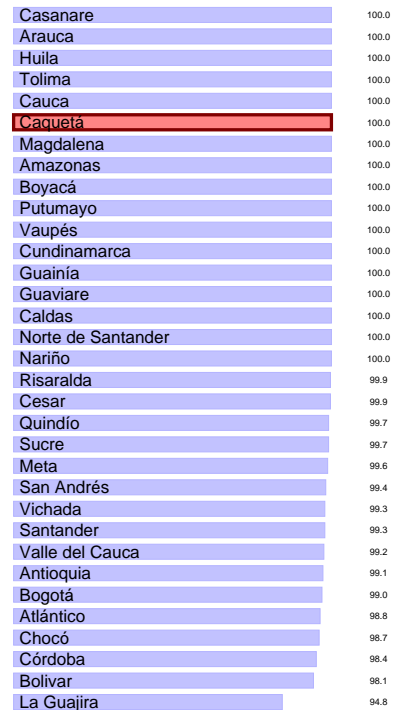 Casanare 100.0
Arauca 100.0
Huila 100.0
Tolima 100.0
Cauca 100.0
Caquetá 100.0
Magdalena 100.0
Amazonas 100.0
Boyacá 100.0
Putumayo 100.0
Vaupés 100.0
Cundinamarca 100.0
Guainía 100.0
Guaviare 100.0
Caldas 100.0
Norte de Santander 100.0
Nariño 100.0
Risaralda 99.9
Cesar 99.9
Quindío 99.7
Sucre 99.7
Meta 99.6
San Andrés 99.4
Vichada 99.3
Santander 99.3
Valle del Cauca 99.2
Antioquia 99.1
Bogotá 99.0
Atlántico 98.8
Chocó 98.7
Córdoba 98.4
Bolivar 98.1
La Guajira 94.8